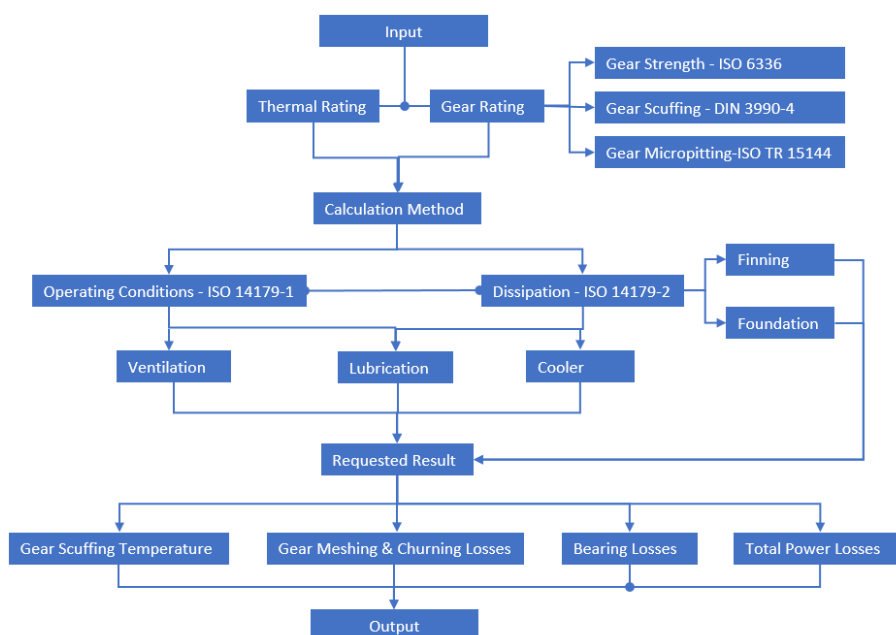 Input
Gear Strength - ISO 6336
Thermal Rating
Gear Rating
Gear Scuffing - DIN 3990-4
Gear Micropitting-ISO TR 15144
Calculation Method
Finning
Operating Conditions - ISO 14179-1
Dissipation - ISO 14179-2
Foundation
Ventilation
Lubrication
Cooler
Requested Result
Gear Scuffing Temperature
Gear Meshing & Churning Losses
Bearing Losses
Total Power Losses
Output